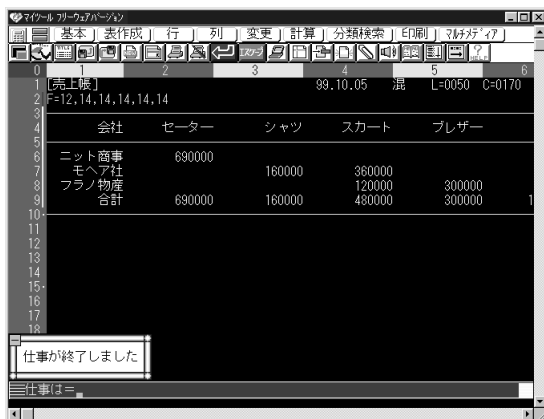 マイツール フリーウェアバージョン
基本 表作成 行 列 変更 計算 分類検索 印刷 マルチメディア
エスケープ
0 1 2 3 4 5 6
1 [売上帳] 99.10.05 混 L=0050 C=0170
2 F=12,14,14,14,14,14
3
4 会社 セーター シャツ スカート ブレザー
5
6 ニット商事 690000
7 モヘア社 160000 360000
8 フラノ物産 120000 300000
9 合計 690000 160000 480000 300000 1
10
11
12
13
14
15
16
17
18
仕事が終了しました
仕事は=